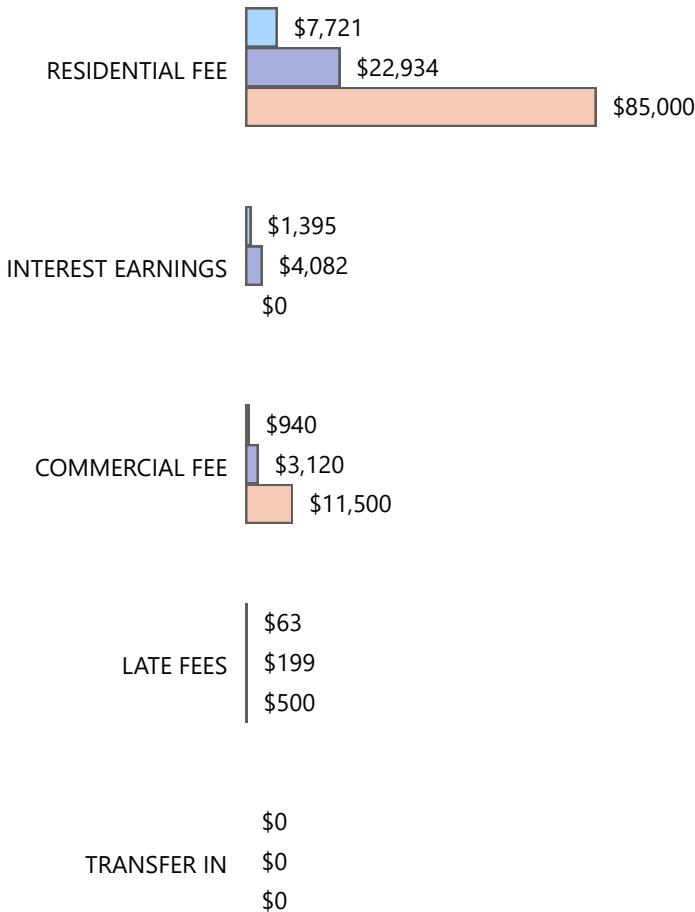 $7,721
RESIDENTIAL FEE $22,934
$85,000
$1,395
INTEREST EARNINGS $4,082
$0
$940
COMMERCIAL FEE $3,120
$11,500
$63
LATE FEES $199
$500
$0
TRANSFER IN $0
$0